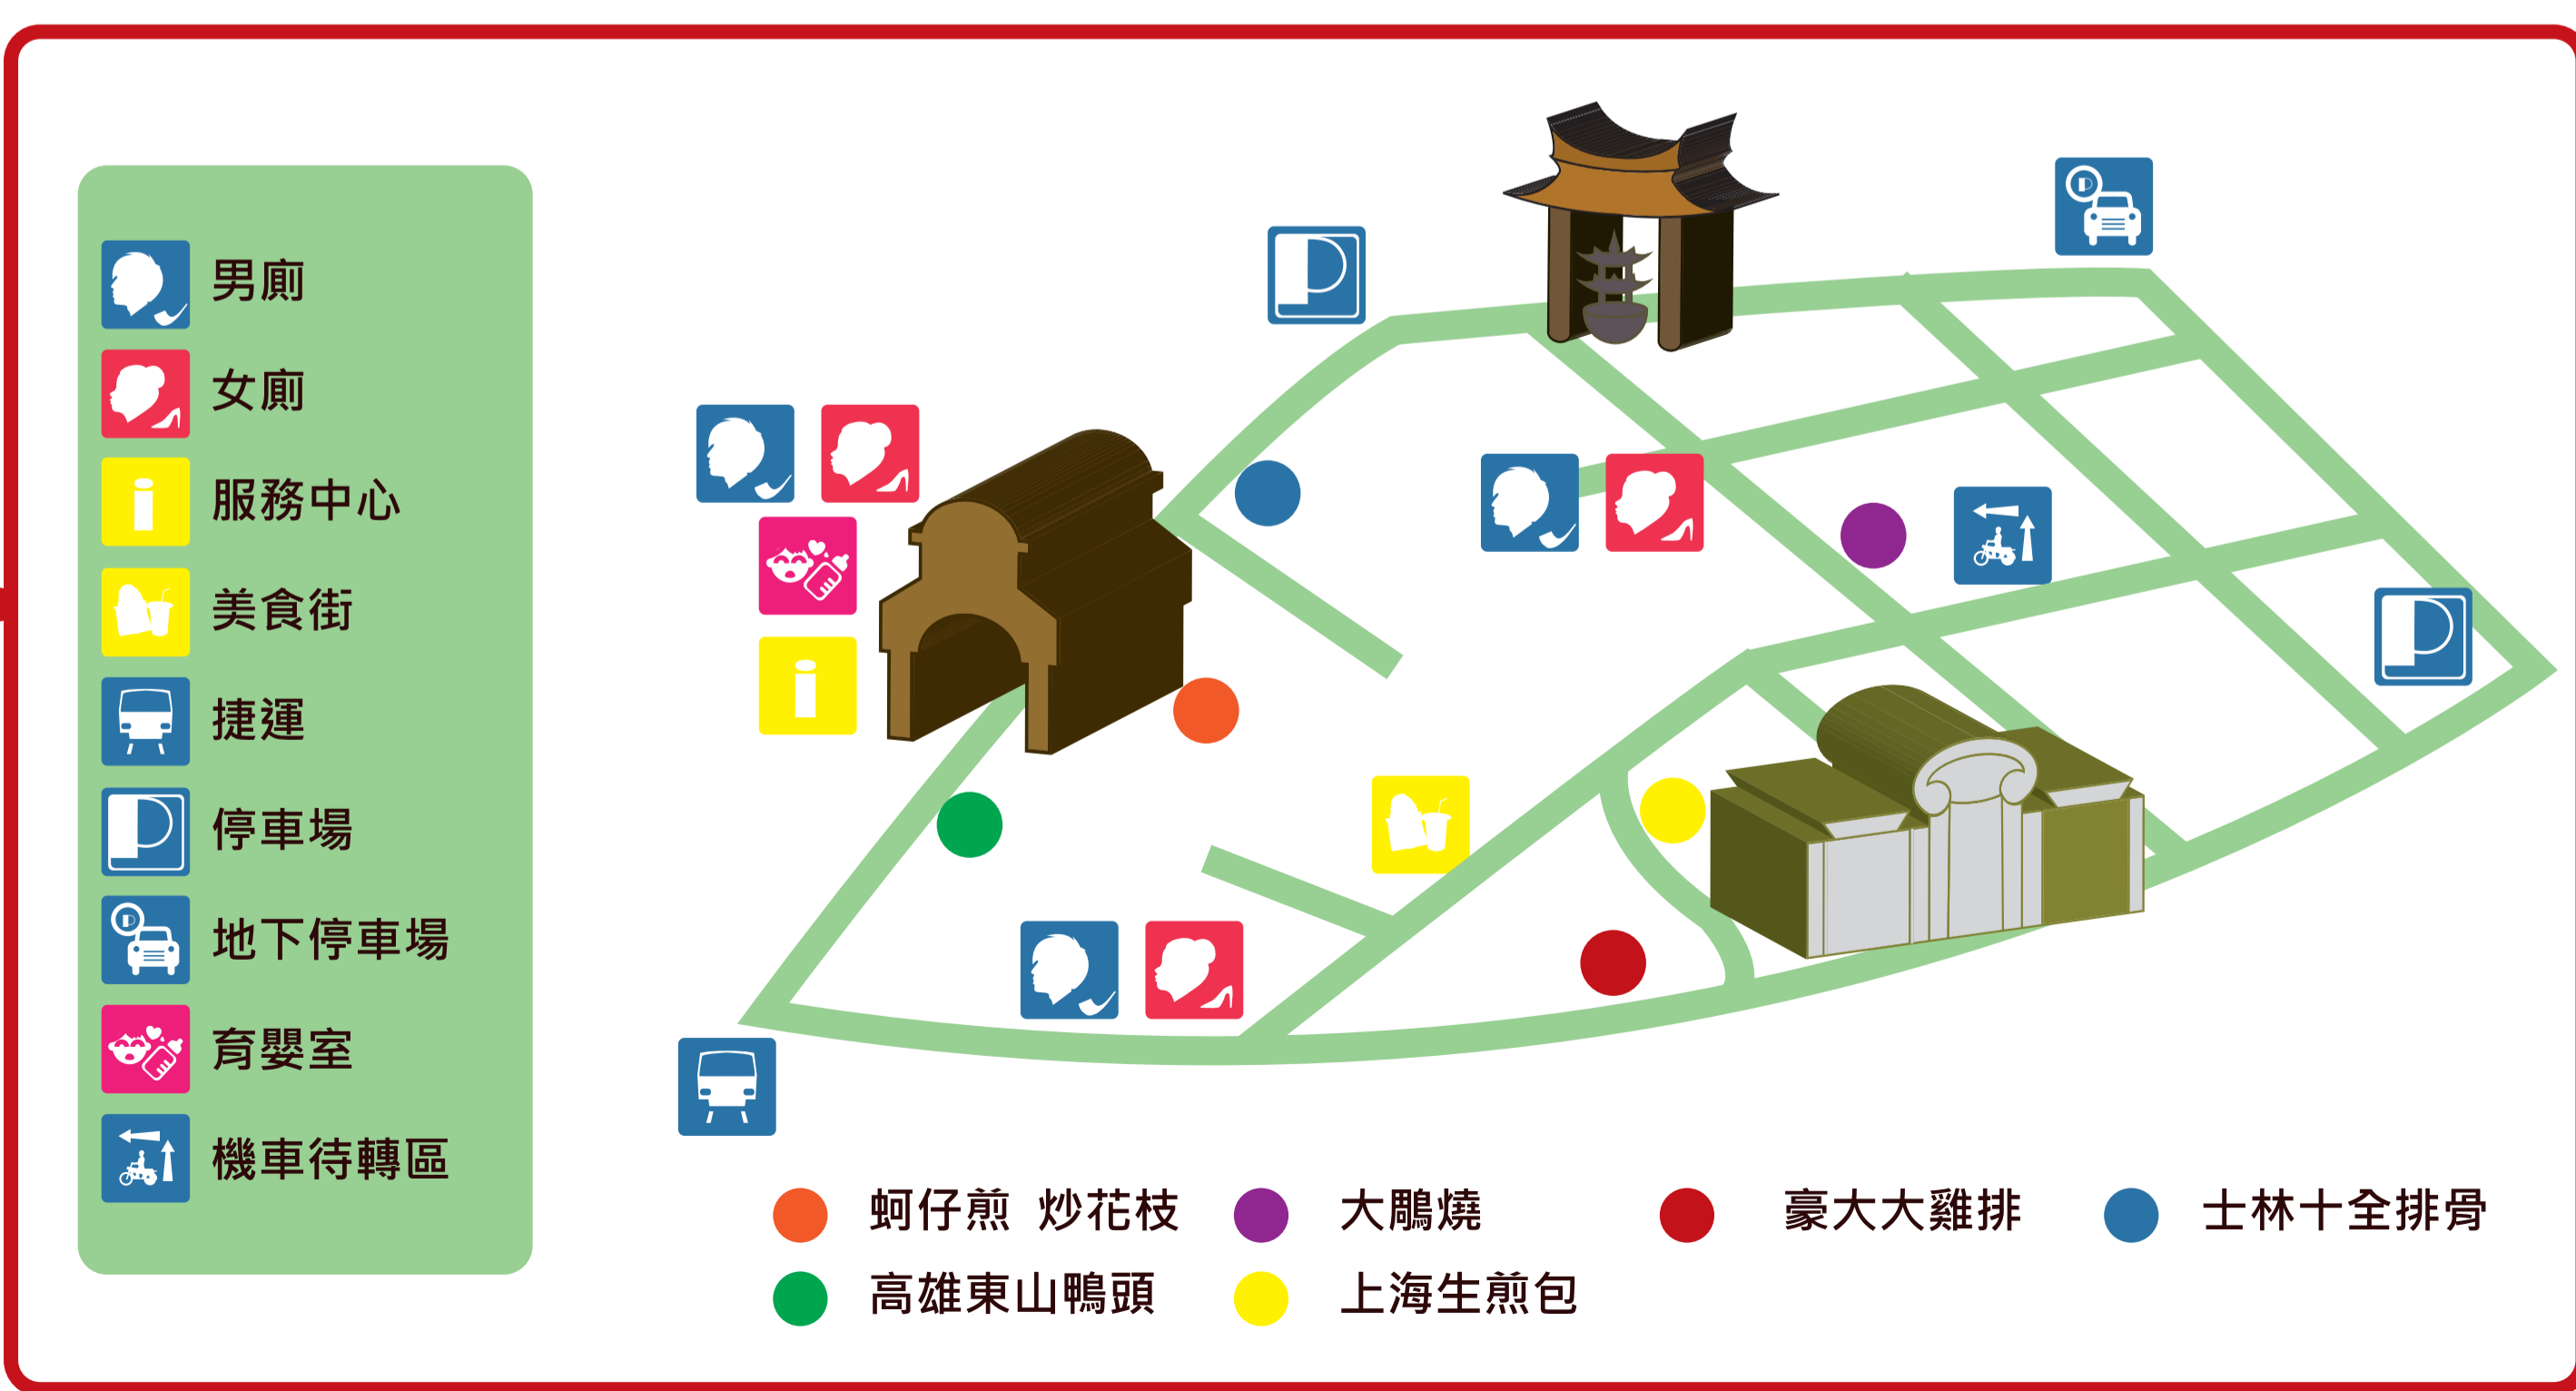 男廁
女廁
服務中心
美食街
捷運
停車場
地下停車場
育嬰室
機車待轉區
蚵仔煎 炒花枝
大鵰燒
豪大大雞排
士林十全排骨
高雄東山鴨頭
上海生煎包